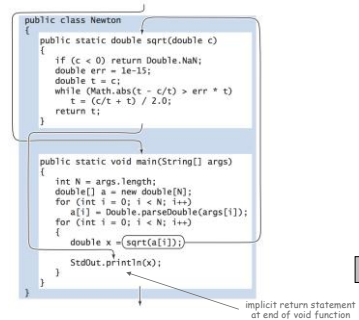 public class Newton
{
public static double sqrt(double c)
{
if (c < 0) return Double.NaN;
double err = 1e-15;
double t = c;
while (Math.abs(t - c/t) > err * t)
t = (c/t + t) / 2.0;
return t;
}
public static void main(String[] args)
{
int N = args.length;
double[] a = new double[N];
for (int i = 0; i < N; i++)
a[i] = Double.parseDouble(args[i]);
for (int i = 0; i < N; i++)
{
double x = sqrt(a[i]);
StdOut.println(x);
}
}
}
implicit return statement
at end of void function